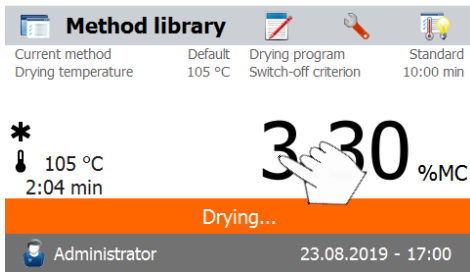 Method library
Current method Default Drying program Standard
Drying temperature 105 °C Switch-off criterion 10:00 min
3.30 %MC
105 °C
2:04 min
Drying...
Administrator 23.08.2019 - 17:00